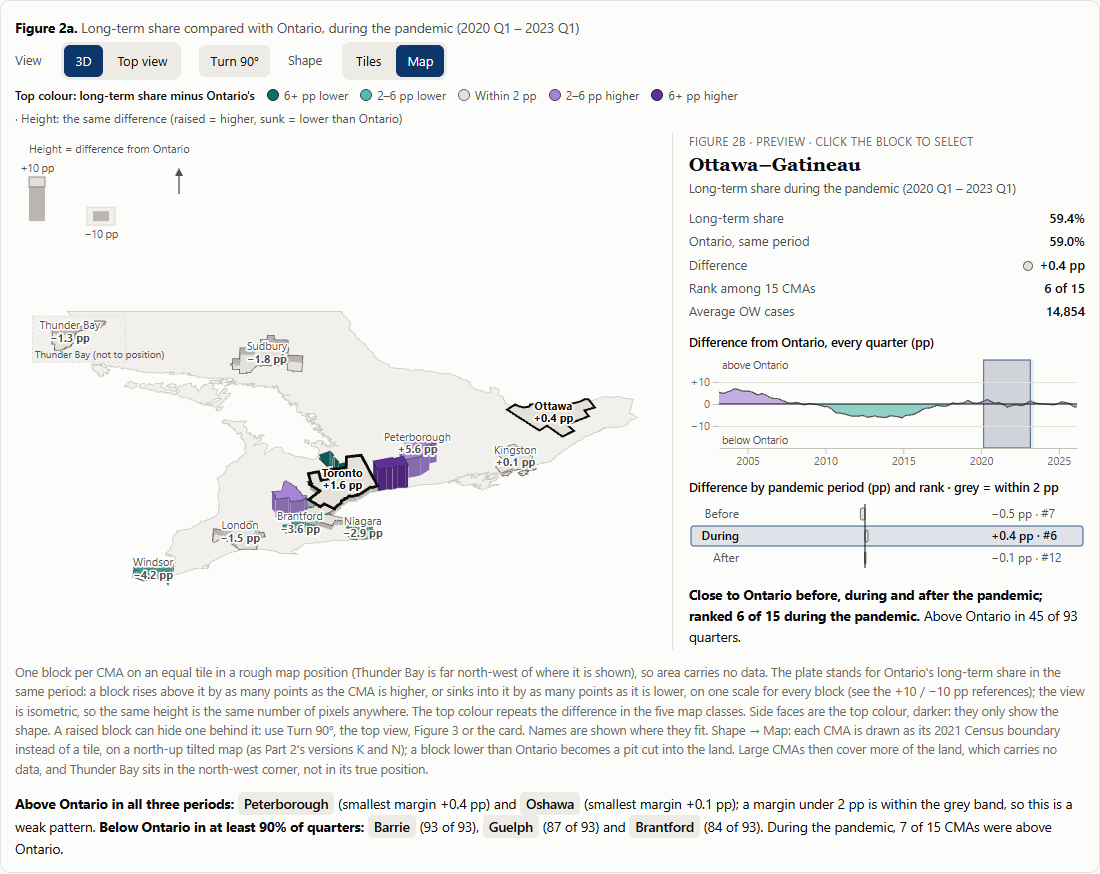 Figure 2a. Long-term share compared with Ontario, during the pandemic (2020 Q1 – 2023 Q1)
View 3D Top view Turn 90° Shape Tiles Map
Top colour: long-term share minus Ontario's 6+ pp lower 2–6 pp lower Within 2 pp 2–6 pp higher 6+ pp higher
· Height: the same difference (raised = higher, sunk = lower than Ontario)
Height = difference from Ontario
+10 pp
−10 pp
Thunder Bay
−1.3 pp
Thunder Bay (not to position)
Sudbury
−1.8 pp
Ottawa
+0.4 pp
Peterborough
+5.6 pp
Kingston
+0.1 pp
Toronto
+1.6 pp
Brantford
−3.6 pp
Niagara
−2.9 pp
London
−1.5 pp
Windsor
−4.2 pp
FIGURE 2B · PREVIEW · CLICK THE BLOCK TO SELECT
Ottawa–Gatineau
Long-term share during the pandemic (2020 Q1 – 2023 Q1)
Long-term share 59.4%
Ontario, same period 59.0%
Difference +0.4 pp
Rank among 15 CMAs 6 of 15
Average OW cases 14,854
Difference from Ontario, every quarter (pp)
above Ontario
+10
0
−10
below Ontario
2005 2010 2015 2020 2025
Difference by pandemic period (pp) and rank · grey = within 2 pp
Before −0.5 pp · #7
During +0.4 pp · #6
After −0.1 pp · #12
Close to Ontario before, during and after the pandemic;
ranked 6 of 15 during the pandemic. Above Ontario in 45 of 93
quarters.
One block per CMA on an equal tile in a rough map position (Thunder Bay is far north-west of where it is shown), so area carries no data. The plate stands for Ontario's long-term share in the
same period: a block rises above it by as many points as the CMA is higher, or sinks into it by as many points as it is lower, on one scale for every block (see the +10 / −10 pp references); the view
is isometric, so the same height is the same number of pixels anywhere. The top colour repeats the difference in the five map classes. Side faces are the top colour, darker: they only show the
shape. A raised block can hide one behind it: use Turn 90°, the top view, Figure 3 or the card. Names are shown where they fit. Shape → Map: each CMA is drawn as its 2021 Census boundary
instead of a tile, on a north-up tilted map (as Part 2's versions K and N); a block lower than Ontario becomes a pit cut into the land. Large CMAs then cover more of the land, which carries no
data, and Thunder Bay sits in the north-west corner, not in its true position.
Above Ontario in all three periods: Peterborough (smallest margin +0.4 pp) and Oshawa (smallest margin +0.1 pp); a margin under 2 pp is within the grey band, so this is a
weak pattern. Below Ontario in at least 90% of quarters: Barrie (93 of 93), Guelph (87 of 93) and Brantford (84 of 93). During the pandemic, 7 of 15 CMAs were above
Ontario.